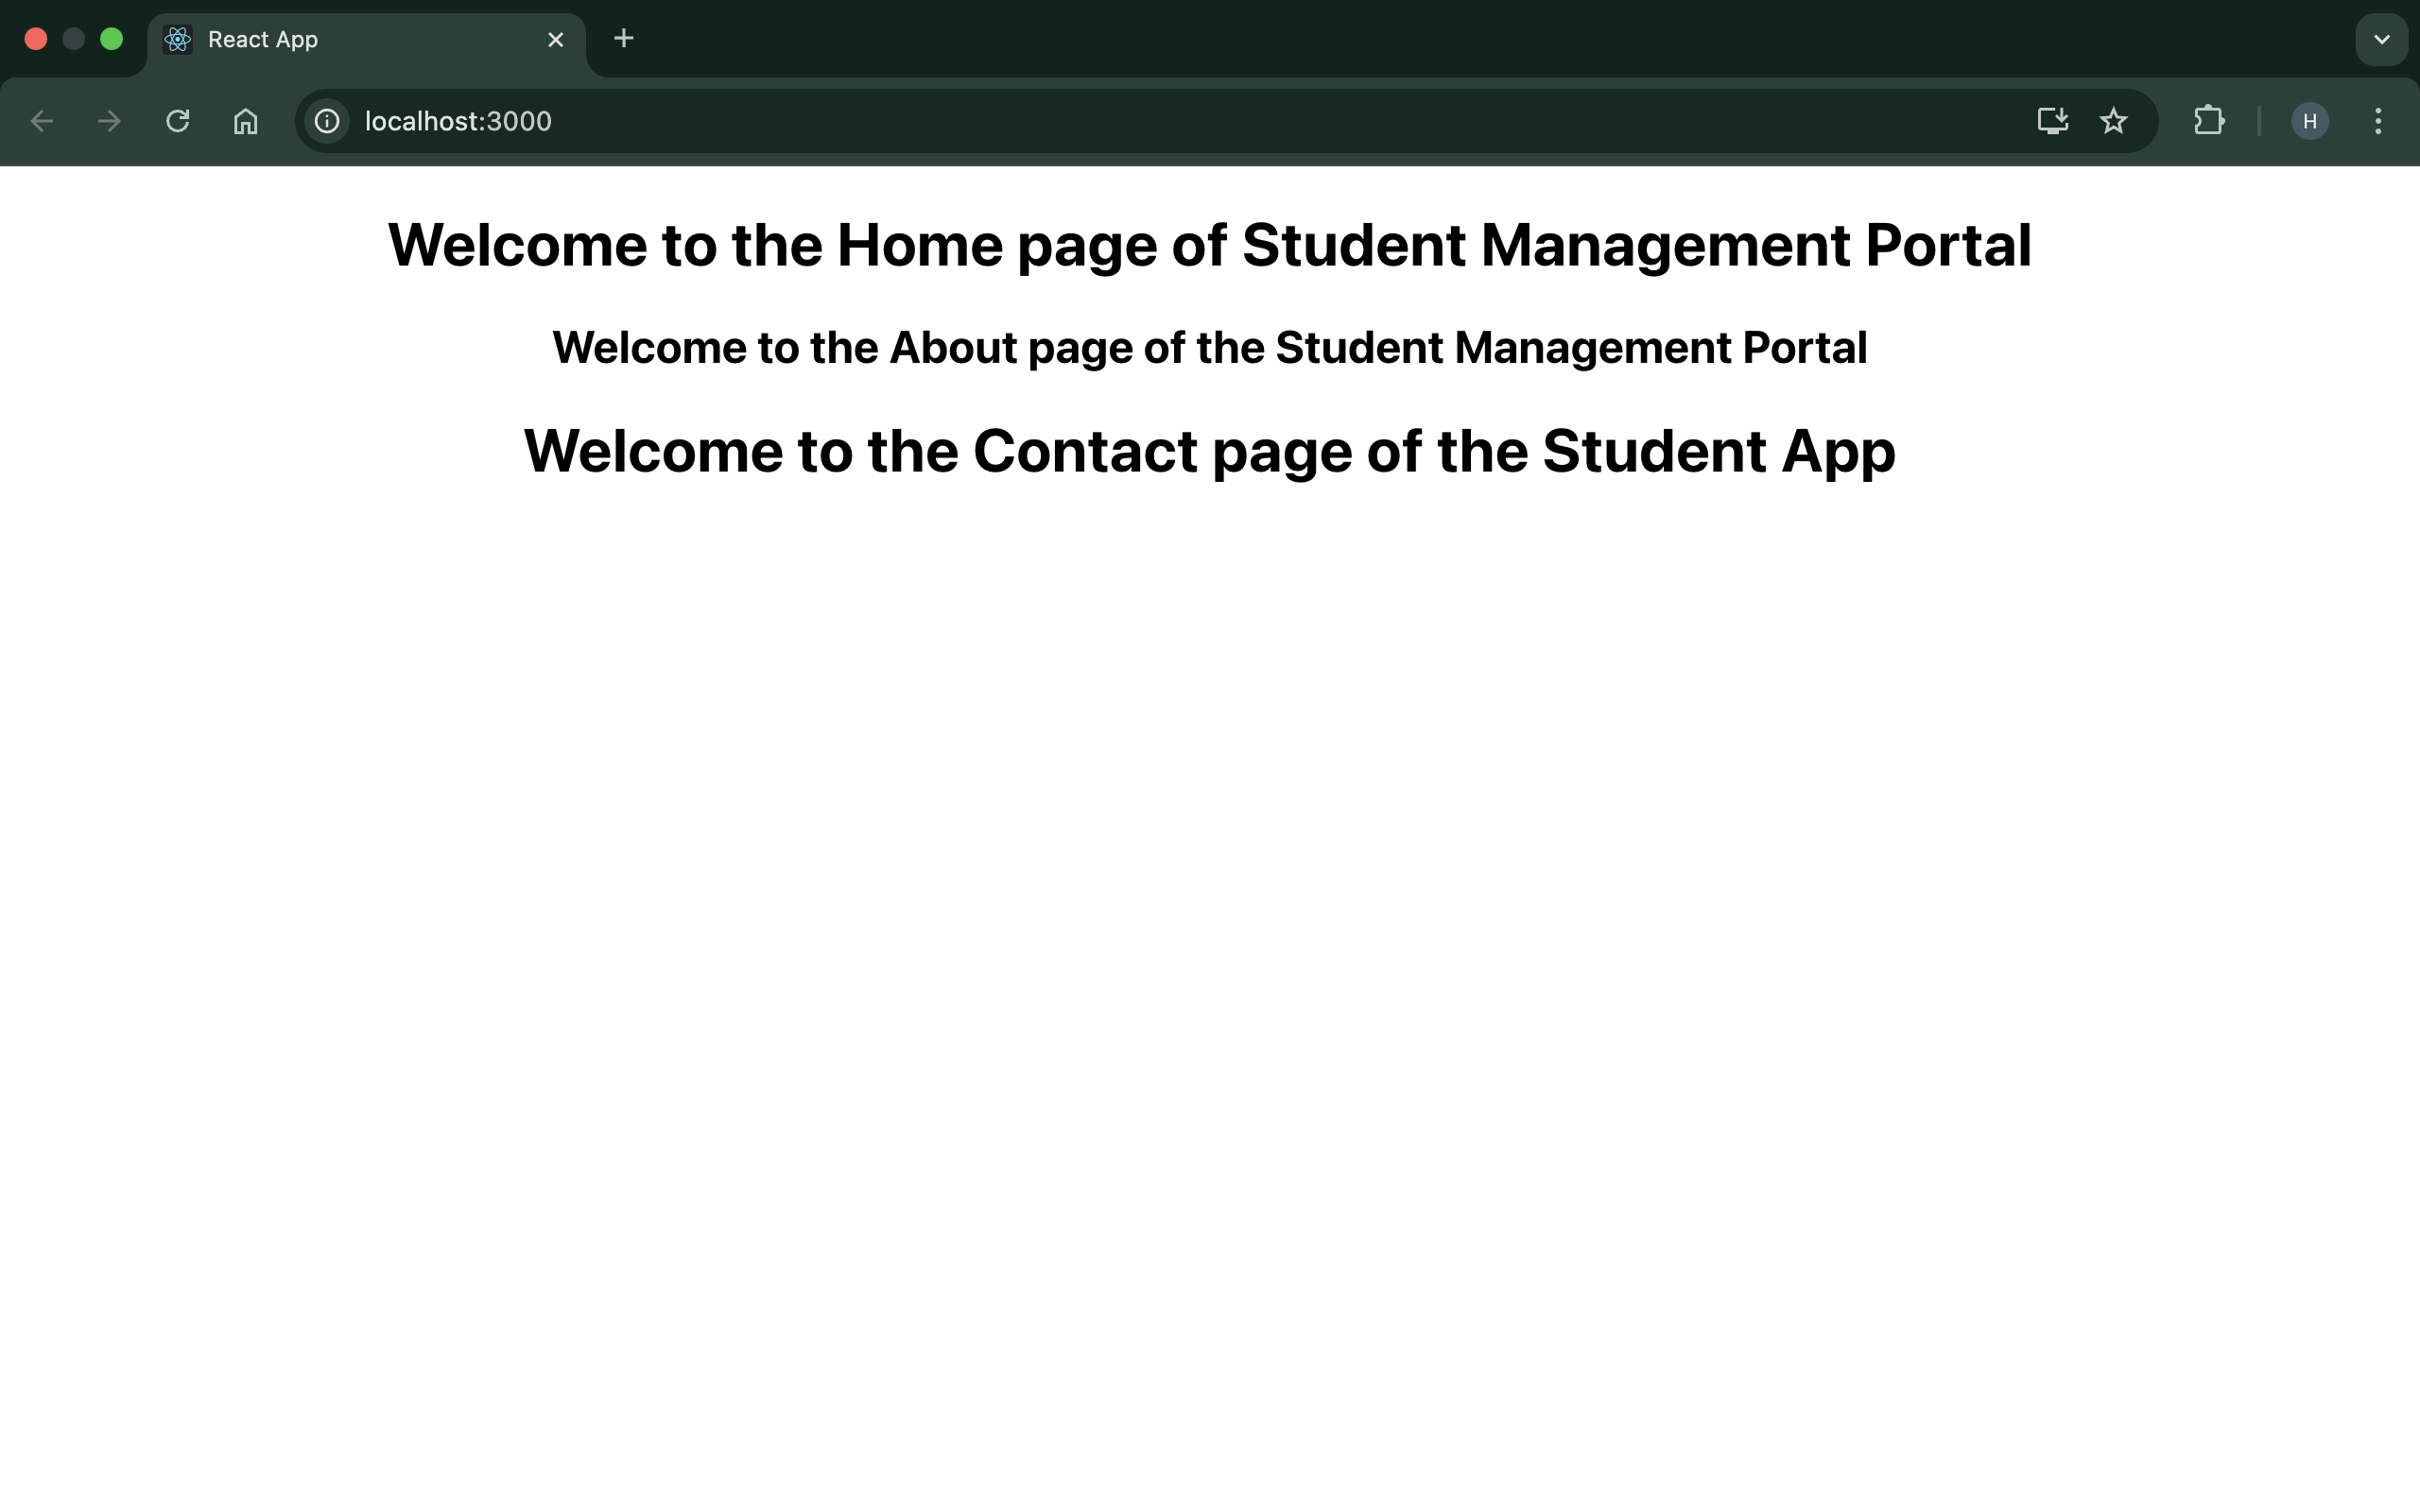 React App
localhost:3000
H
Welcome to the Home page of Student Management Portal
Welcome to the About page of the Student Management Portal
Welcome to the Contact page of the Student App